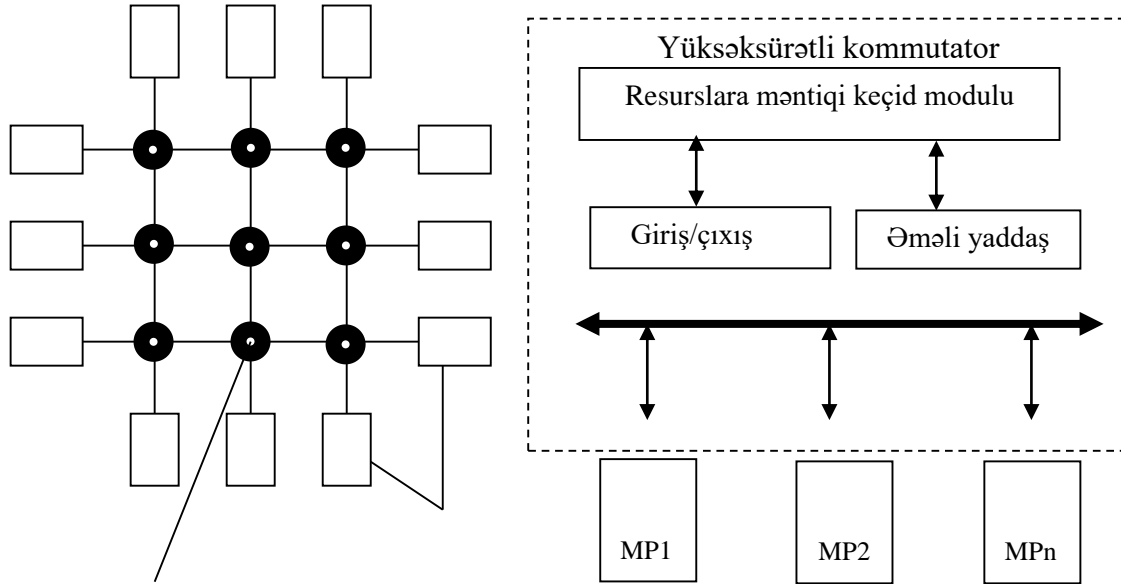 Yüksəksürətli kommutator
Resurslara məntiqi keçid modulu
Giriş/çıxış
Əməli yaddaş
MP1
MP2
MPn